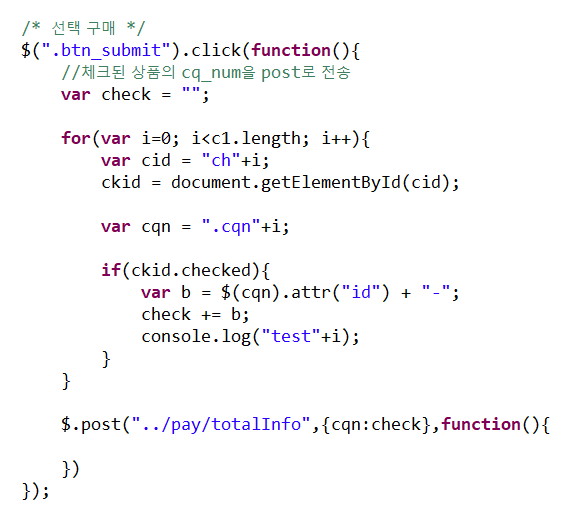 /* 선택 구매 */
$(".btn_submit").click(function(){
//체크된 상품의 cq_num을 post로 전송
var check = "";
for(var i=0; i<c1.length; i++){
var cid = "ch"+i;
ckid = document.getElementById(cid);
var cqn = ".cqn"+i;
if(ckid.checked){
var b = $(cqn).attr("id") + "-";
check += b;
console.log("test"+i);
}
}
$.post("../pay/totalInfo",{cqn:check},function(){
})
});